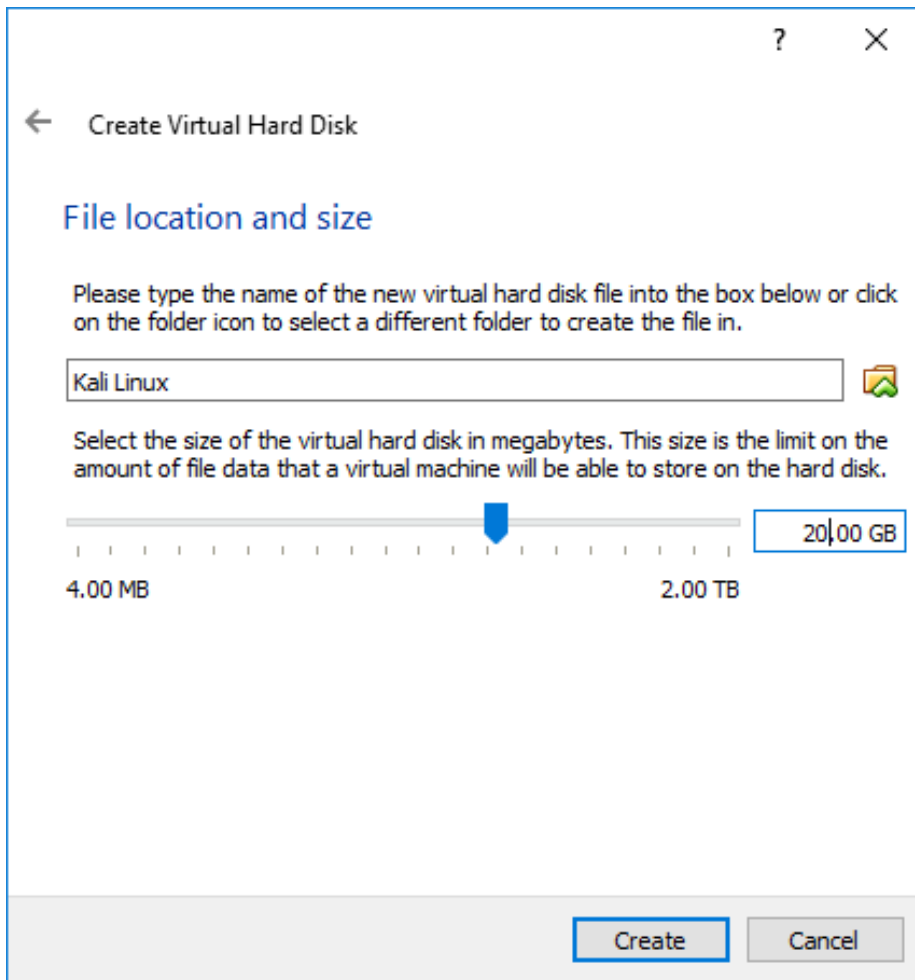 ?
Create Virtual Hard Disk
File location and size
Please type the name of the new virtual hard disk file into the box below or click
on the folder icon to select a different folder to create the file in.
Kali Linux
Select the size of the virtual hard disk in megabytes. This size is the limit on the
amount of file data that a virtual machine will be able to store on the hard disk.
20.00 GB
4.00 MB
2.00 TB
Create
Cancel